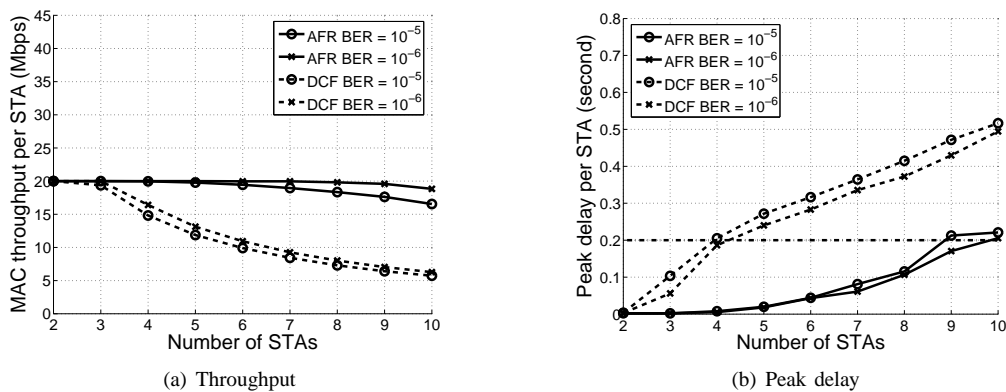 MAC throughput per STA (Mbps)
45
40
35
30
25
20
15
10
5
0
2 3 4 5 6 7 8 9 10
Number of STAs
AFR BER = 10⁻⁵
AFR BER = 10⁻⁶
DCF BER = 10⁻⁵
DCF BER = 10⁻⁶
(a) Throughput
Peak delay per STA (second)
0.8
0.7
0.6
0.5
0.4
0.3
0.2
0.1
0
2 3 4 5 6 7 8 9 10
Number of STAs
AFR BER = 10⁻⁵
AFR BER = 10⁻⁶
DCF BER = 10⁻⁵
DCF BER = 10⁻⁶
(b) Peak delay